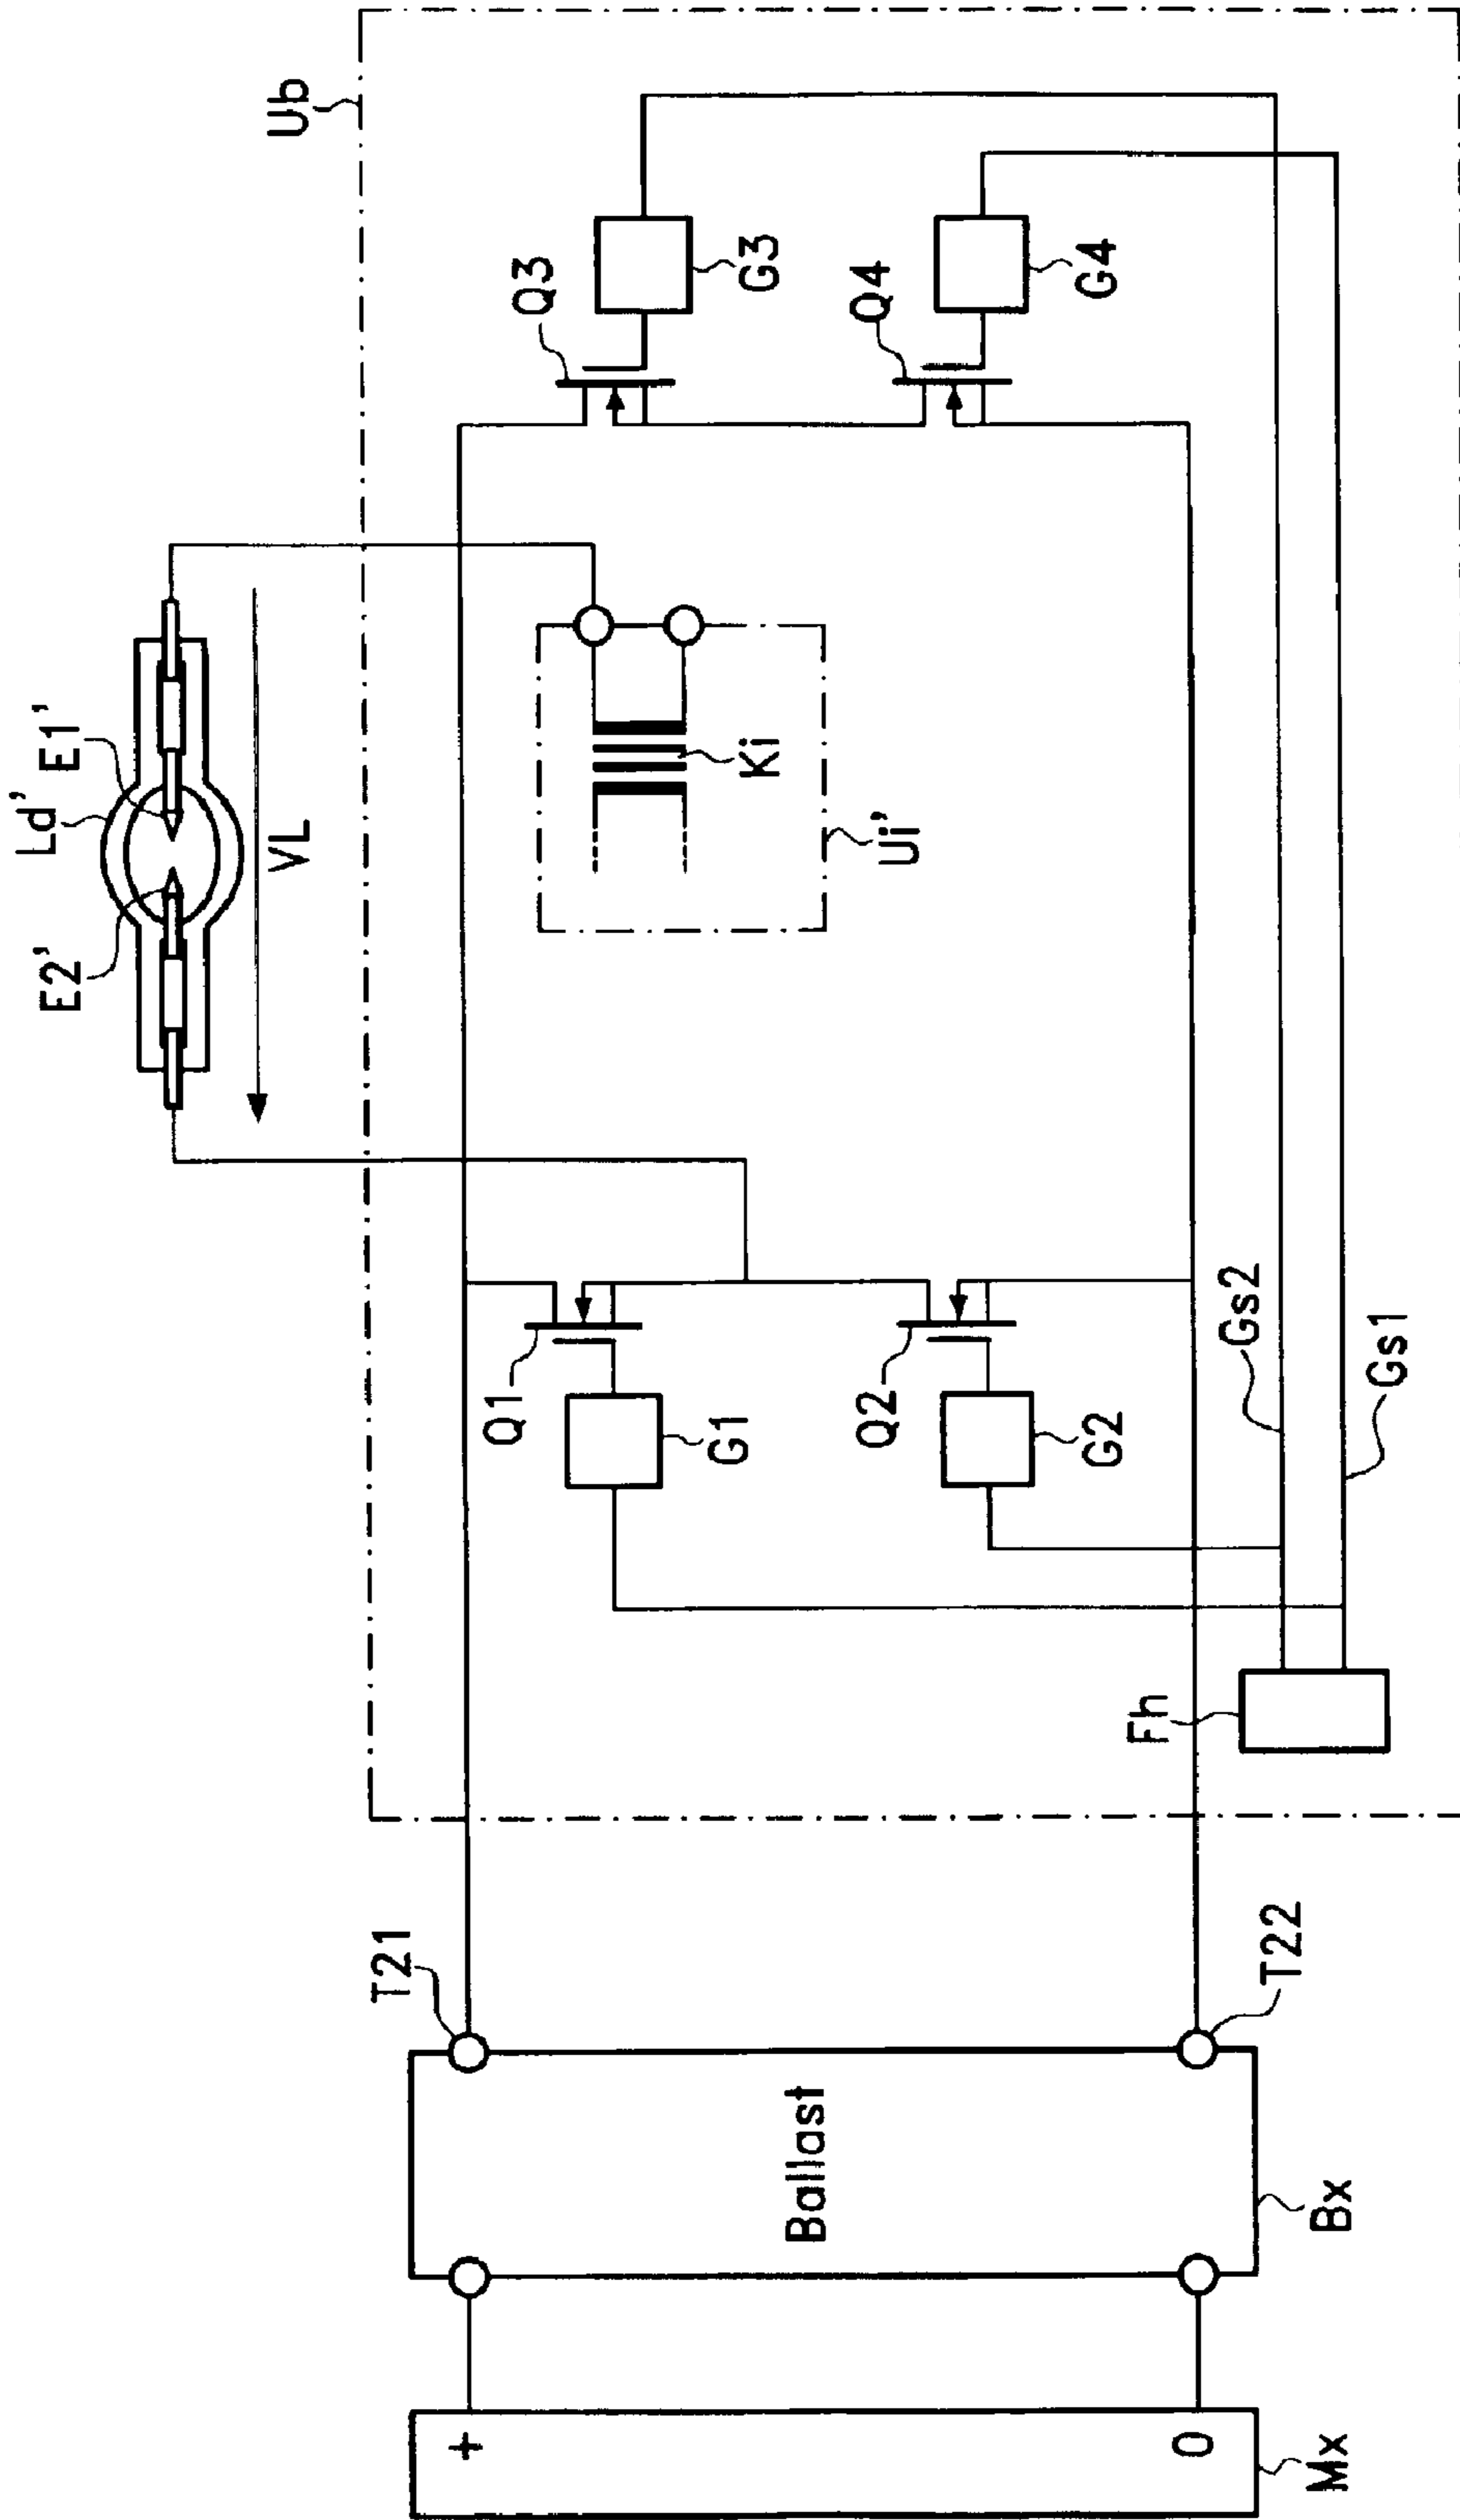 Ld'
E2'
E1'
VL
Ub
Q1
G1
Q3
G3
Ki
Ui'
Q2
G2
Q4
G4
T21
T22
Fh
Gs2
Gs1
+
0
Mx
Ballast
Bx